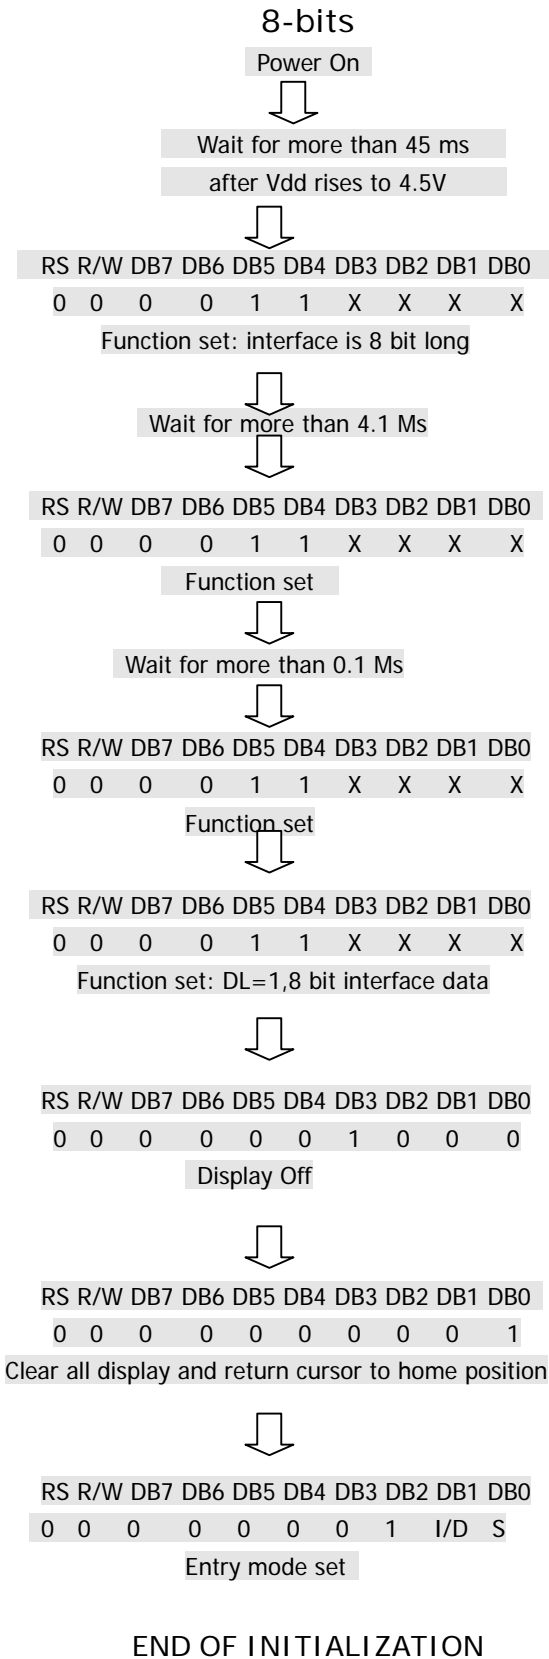 8-bits
Power On
Wait for more than 45 ms
after Vdd rises to 4.5V
RS R/W DB7 DB6 DB5 DB4 DB3 DB2 DB1 DB0
0 0 0 0 1 1 X X X X
Function set: interface is 8 bit long
Wait for more than 4.1 Ms
RS R/W DB7 DB6 DB5 DB4 DB3 DB2 DB1 DB0
0 0 0 0 1 1 X X X X
Function set
Wait for more than 0.1 Ms
RS R/W DB7 DB6 DB5 DB4 DB3 DB2 DB1 DB0
0 0 0 0 1 1 X X X X
Function set
RS R/W DB7 DB6 DB5 DB4 DB3 DB2 DB1 DB0
0 0 0 0 1 1 X X X X
Function set: DL=1,8 bit interface data
RS R/W DB7 DB6 DB5 DB4 DB3 DB2 DB1 DB0
0 0 0 0 0 0 1 0 0 0
Display Off
RS R/W DB7 DB6 DB5 DB4 DB3 DB2 DB1 DB0
0 0 0 0 0 0 0 0 0 1
Clear all display and return cursor to home position
RS R/W DB7 DB6 DB5 DB4 DB3 DB2 DB1 DB0
0 0 0 0 0 0 0 1 I/D S
Entry mode set
END OF INITIALIZATION